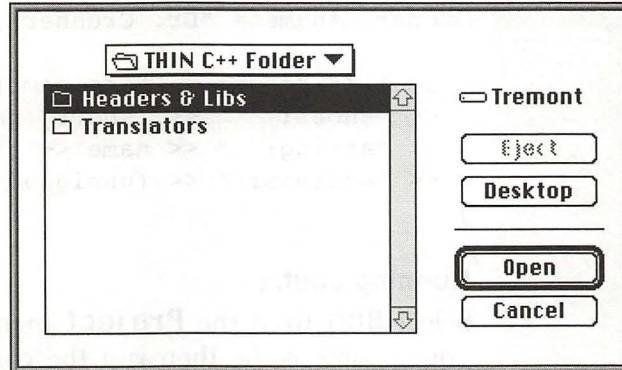 THIN C++ Folder
Headers & Libs
Translators
Tremont
Eject
Desktop
Open
Cancel